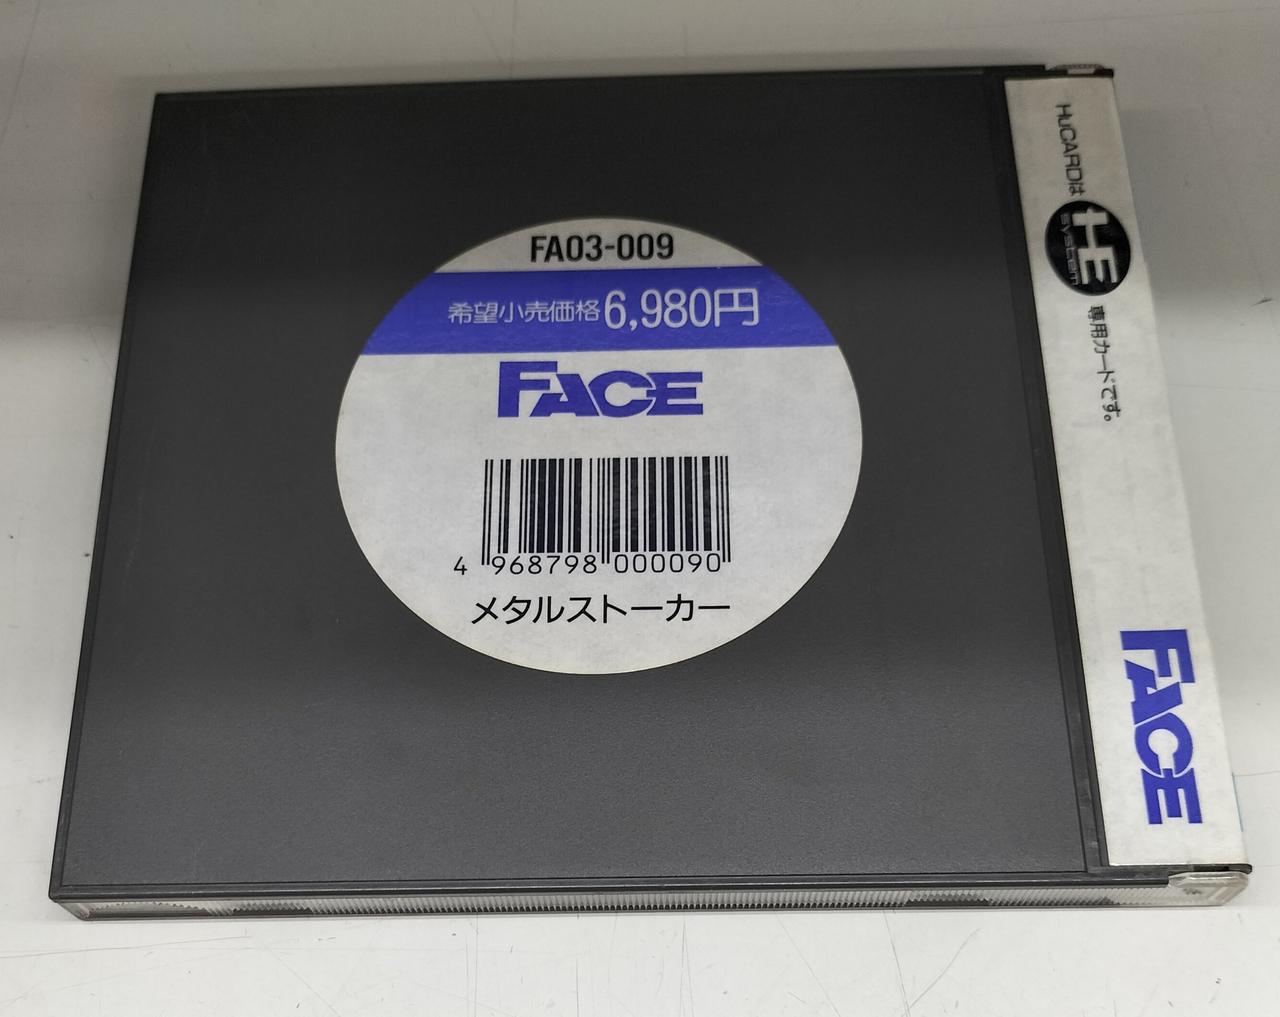 FA03-009
希望小売価格6,980円
FACE
4 968798 000090
メタルストーカー
HuCARDは
HE
system
専用カードです。
FACE